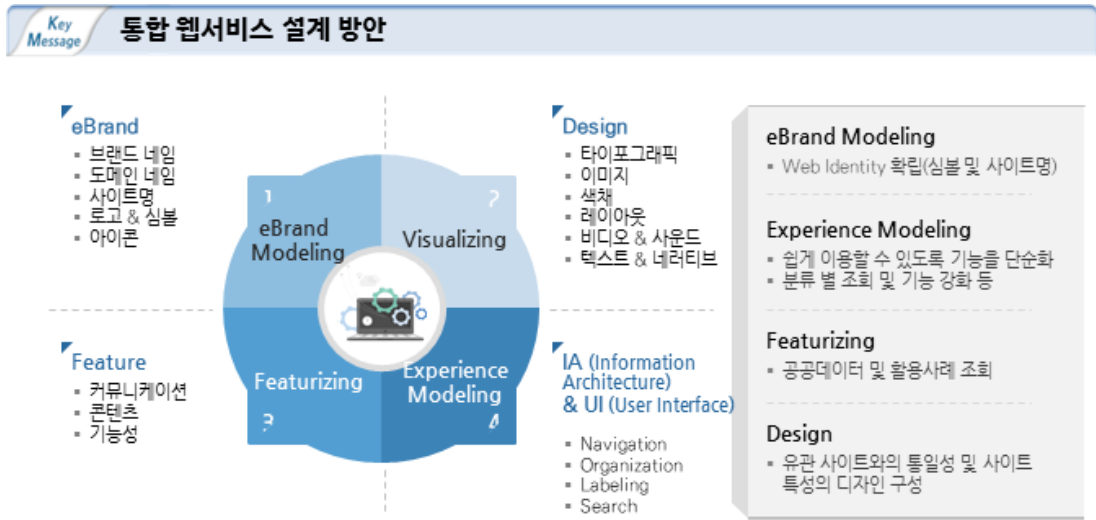 Key
Message
통합 웹서비스 설계 방안
eBrand
▪ 브랜드 네임
▪ 도메인 네임
▪ 사이트명
▪ 로고 & 심볼
▪ 아이콘
Design
▪ 타이포그래픽
▪ 이미지
▪ 색채
▪ 레이아웃
▪ 비디오 & 사운드
▪ 텍스트 & 네러티브
1
eBrand
Modeling
2
Visualizing
Featurizing
3
Experience
Modeling
4
Feature
▪ 커뮤니케이션
▪ 콘텐츠
▪ 기능성
IA (Information
Architecture)
& UI (User Interface)
▪ Navigation
▪ Organization
▪ Labeling
▪ Search
eBrand Modeling
▪ Web Identity 확립(심볼 및 사이트명)
Experience Modeling
▪ 쉽게 이용할 수 있도록 기능을 단순화
▪ 분류 별 조회 및 기능 강화 등
Featurizing
▪ 공공데이터 및 활용사례 조회
Design
▪ 유관 사이트와의 통일성 및 사이트
특성의 디자인 구성